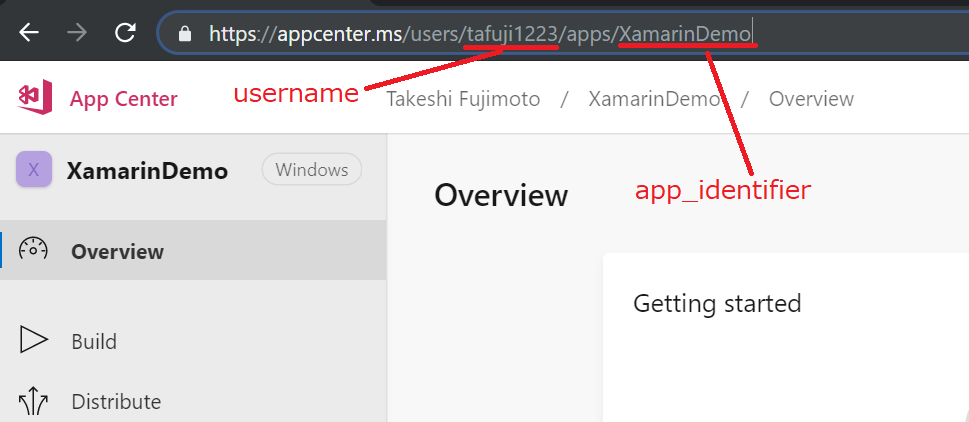 https://appcenter.ms/users/tafuji1223/apps/XamarinDemo
App Center
username
Takeshi Fujimoto / XamarinDemo / Overview
X XamarinDemo Windows
Overview
app_identifier
Overview
Getting started
Build
Distribute